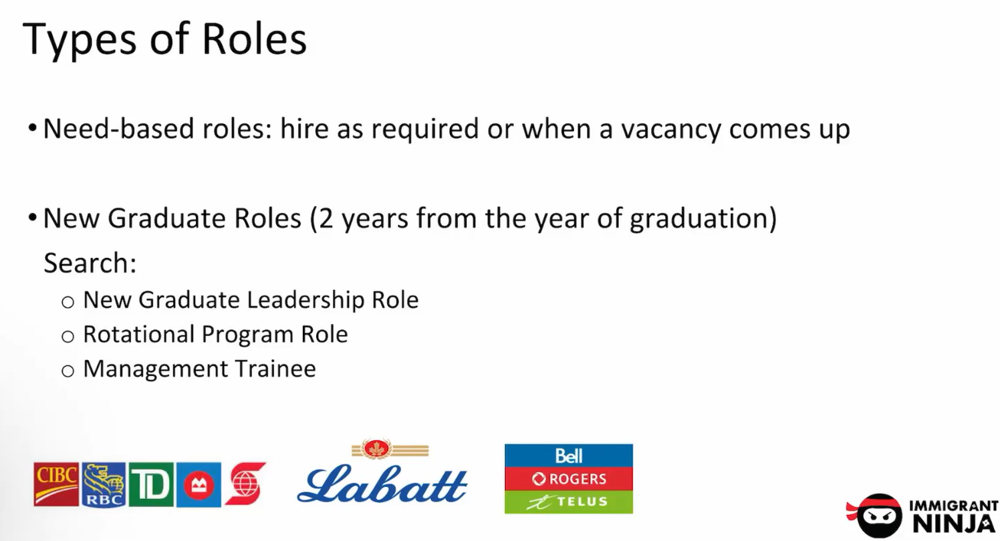 Types of Roles
• Need-based roles: hire as required or when a vacancy comes up
• New Graduate Roles (2 years from the year of graduation)
Search:
○ New Graduate Leadership Role
○ Rotational Program Role
○ Management Trainee
CIBC
RBC
TD
Labatt
Bell
ROGERS
TELUS
IMMIGRANT
NINJA